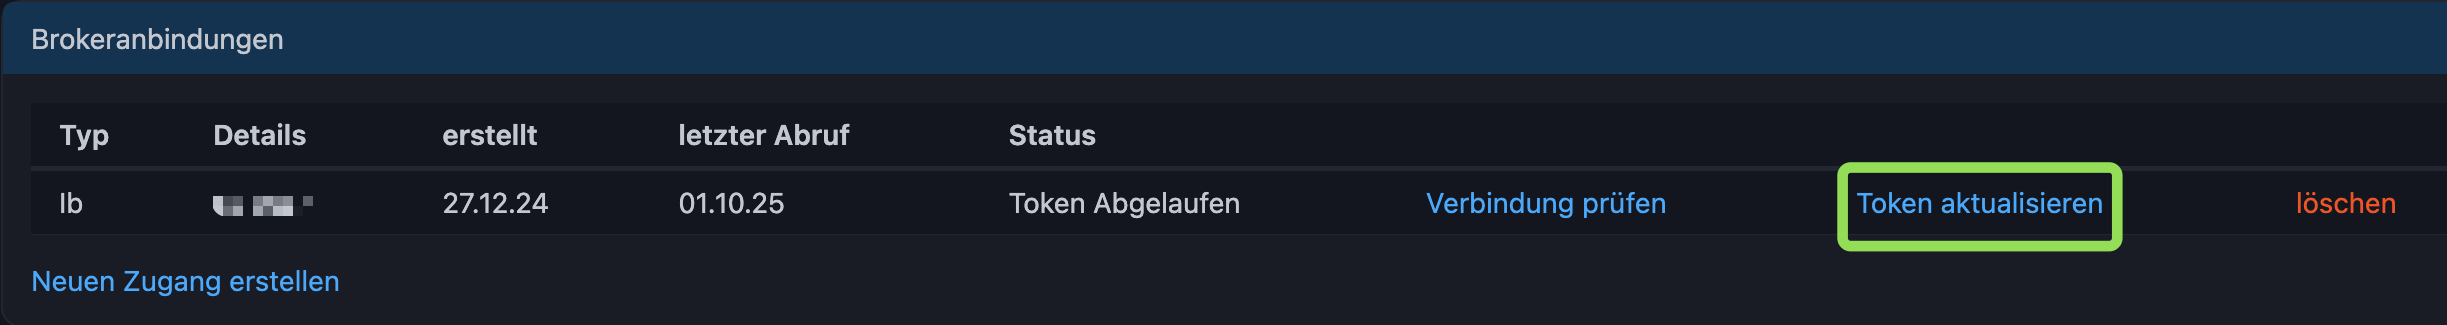 Brokeranbindungen
Typ Details erstellt letzter Abruf Status
Ib 27.12.24 01.10.25 Token Abgelaufen Verbindung prüfen Token aktualisieren löschen
Neuen Zugang erstellen